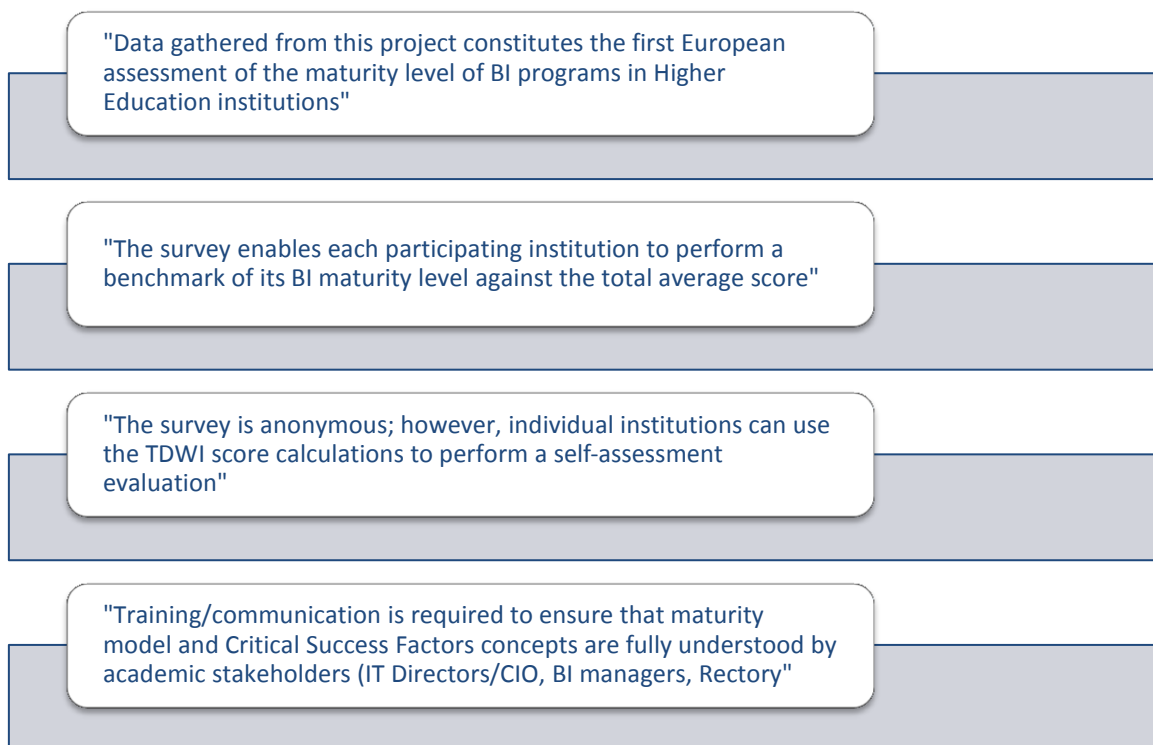 "Data gathered from this project constitutes the first European
assessment of the maturity level of BI programs in Higher
Education institutions"
"The survey enables each participating institution to perform a
benchmark of its BI maturity level against the total average score"
"The survey is anonymous; however, individual institutions can use
the TDWI score calculations to perform a self-assessment
evaluation"
"Training/communication is required to ensure that maturity
model and Critical Success Factors concepts are fully understood by
academic stakeholders (IT Directors/CIO, BI managers, Rectory"